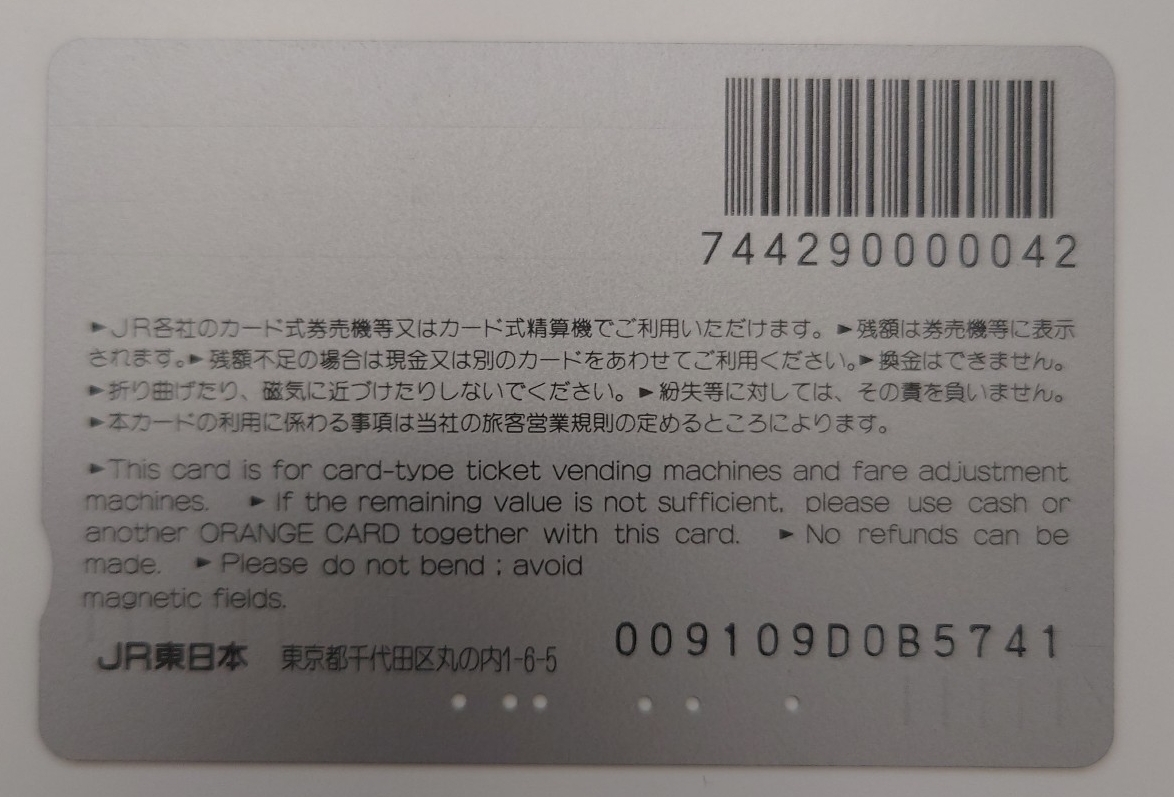 744290000042
►JR各社のカード式券売機等又はカード式精算機でご利用いただけます。►残額は券売機等に表示
されます。►残額不足の場合は現金又は別のカードをあわせてご利用ください。►換金はできません。
►折り曲げたり、磁気に近づけたりしないでください。►紛失等に対しては、その責を負いません。
►本カードの利用に係わる事項は当社の旅客営業規則の定めるところによります。
►This card is for card-type ticket vending machines and fare adjustment
machines. ►If the remaining value is not sufficient, please use cash or
another ORANGE CARD together with this card. ►No refunds can be
made. ►Please do not bend ; avoid
magnetic fields.
JR東日本 東京都千代田区丸の内1-6-5
009109D0B5741